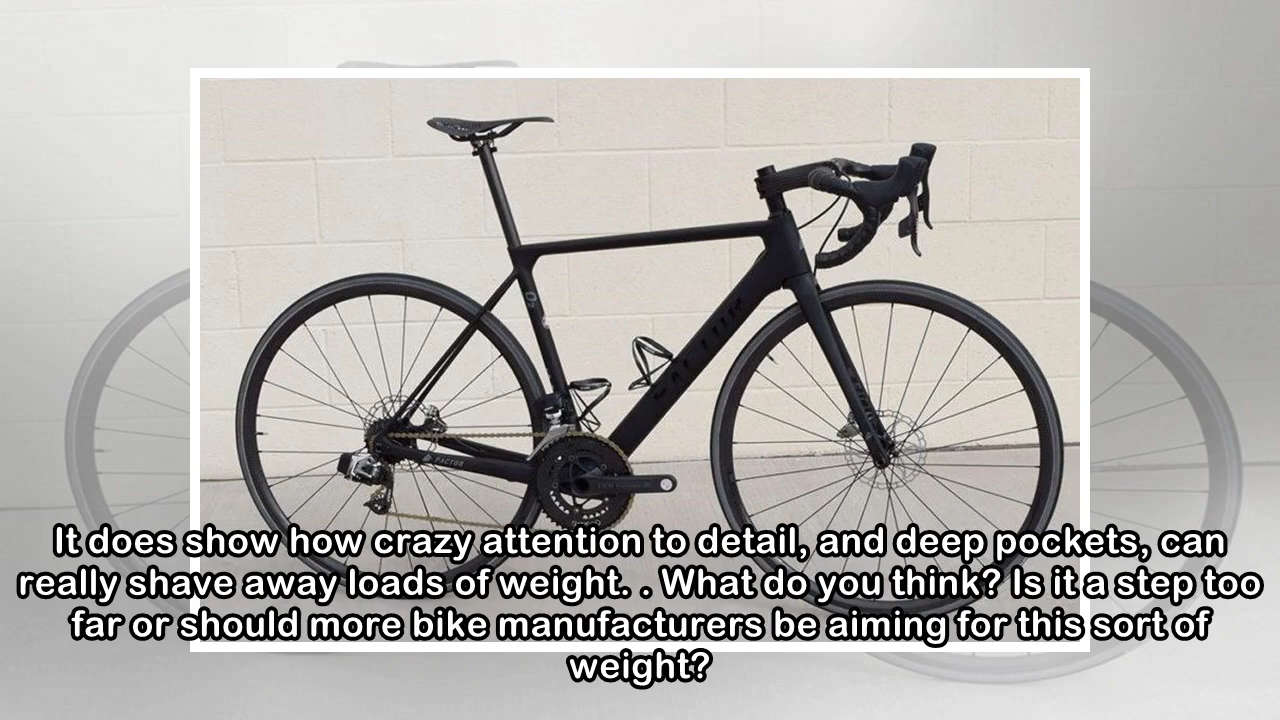 FACTOR
FACTOR
It does show how crazy attention to detail, and deep pockets, can
really shave away loads of weight. . What do you think? Is it a step too
far or should more bike manufacturers be aiming for this sort of
weight?